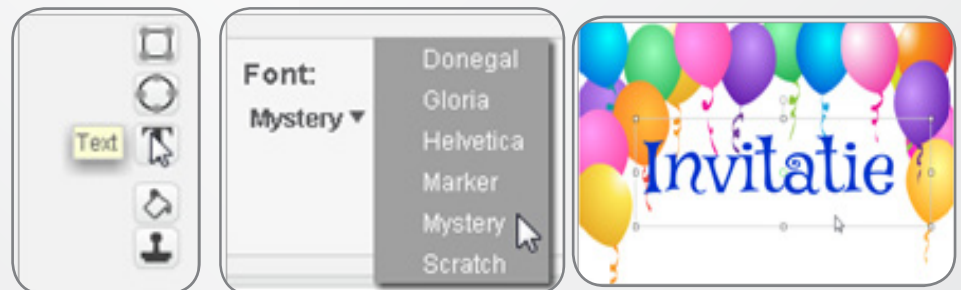 Text
Font:
Mystery
Donegal
Gloria
Helvetica
Marker
Mystery
Scratch
Invitatie